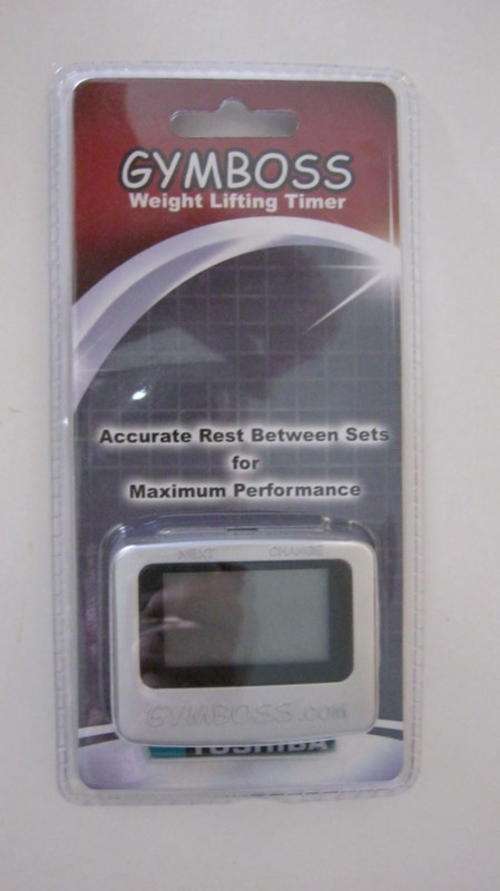 GYMBOSS
Weight Lifting Timer
Accurate Rest Between Sets
for
Maximum Performance
NEXT CHANGE
GYMBOSS.com
TOSHIBA